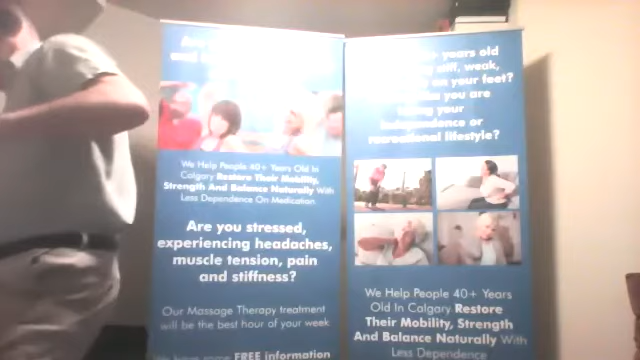 We Help People 40+ Years Old In
Calgary Restore Their Mobility,
Strength And Balance Naturally With
Less Dependence On Medication
Are you stressed,
experiencing headaches,
muscle tension, pain
and stiffness?
Our Massage Therapy treatment
will be the best hour of your week
FREE information
years old
stiff, weak,
on your feet?
you are
your
independence or
recreational lifestyle?
We Help People 40+ Years
Old In Calgary Restore
Their Mobility, Strength
And Balance Naturally With
Less Dependence